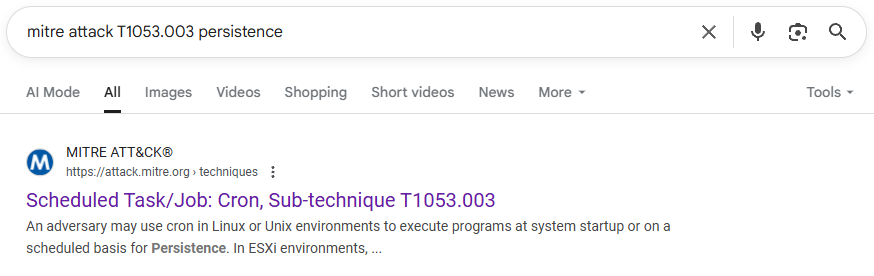 mitre attack T1053.003 persistence
AI Mode All Images Videos Shopping Short videos News More Tools
M
MITRE ATT&CK®
https://attack.mitre.org › techniques
Scheduled Task/Job: Cron, Sub-technique T1053.003
An adversary may use cron in Linux or Unix environments to execute programs at system startup or on a
scheduled basis for Persistence. In ESXi environments, ...